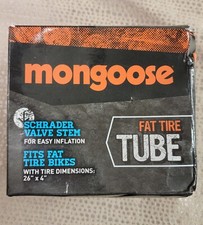 mongoose
SCHRADER
VALVE STEM
FOR EASY INFLATION
FITS FAT
TIRE BIKES
WITH TIRE DIMENSIONS:
26" x 4"
FAT TIRE
TUBE